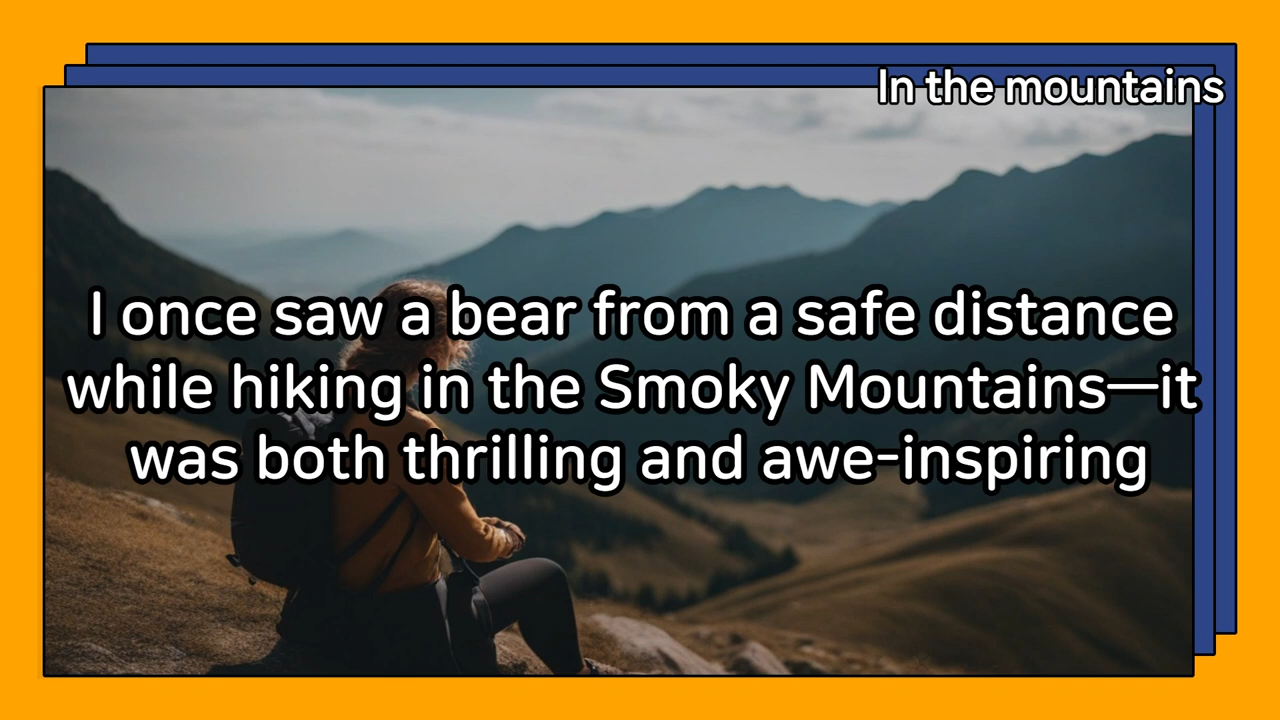 In the mountains
I once saw a bear from a safe distance
while hiking in the Smoky Mountains—it
was both thrilling and awe-inspiring